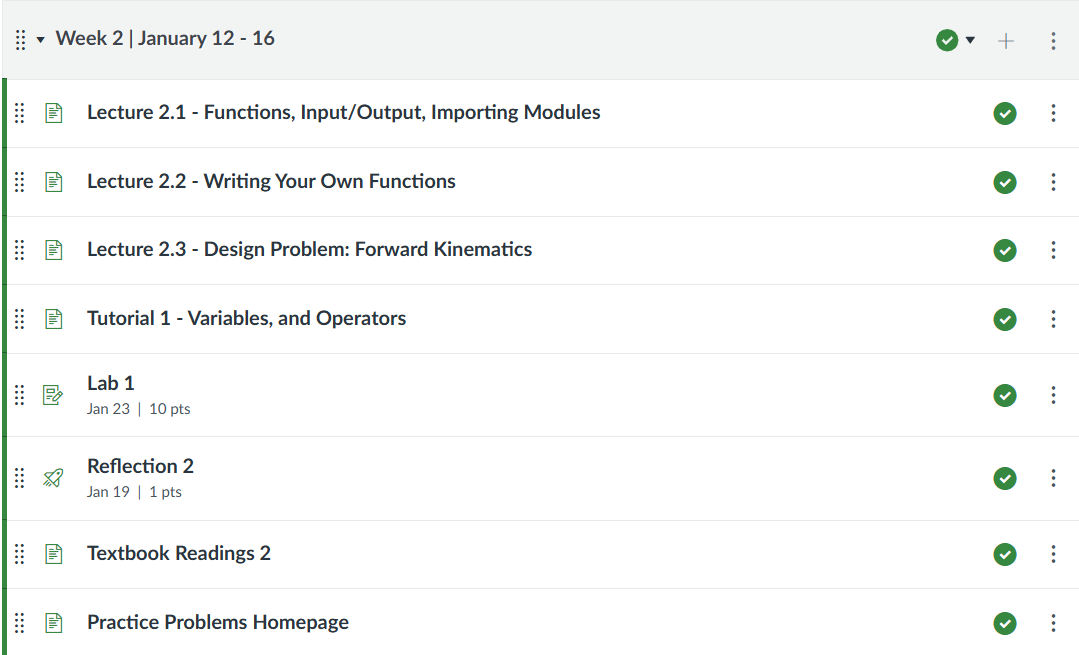 Week 2 | January 12 - 16
Lecture 2.1 - Functions, Input/Output, Importing Modules
Lecture 2.2 - Writing Your Own Functions
Lecture 2.3 - Design Problem: Forward Kinematics
Tutorial 1 - Variables, and Operators
Lab 1
Jan 23 | 10 pts
Reflection 2
Jan 19 | 1 pts
Textbook Readings 2
Practice Problems Homepage